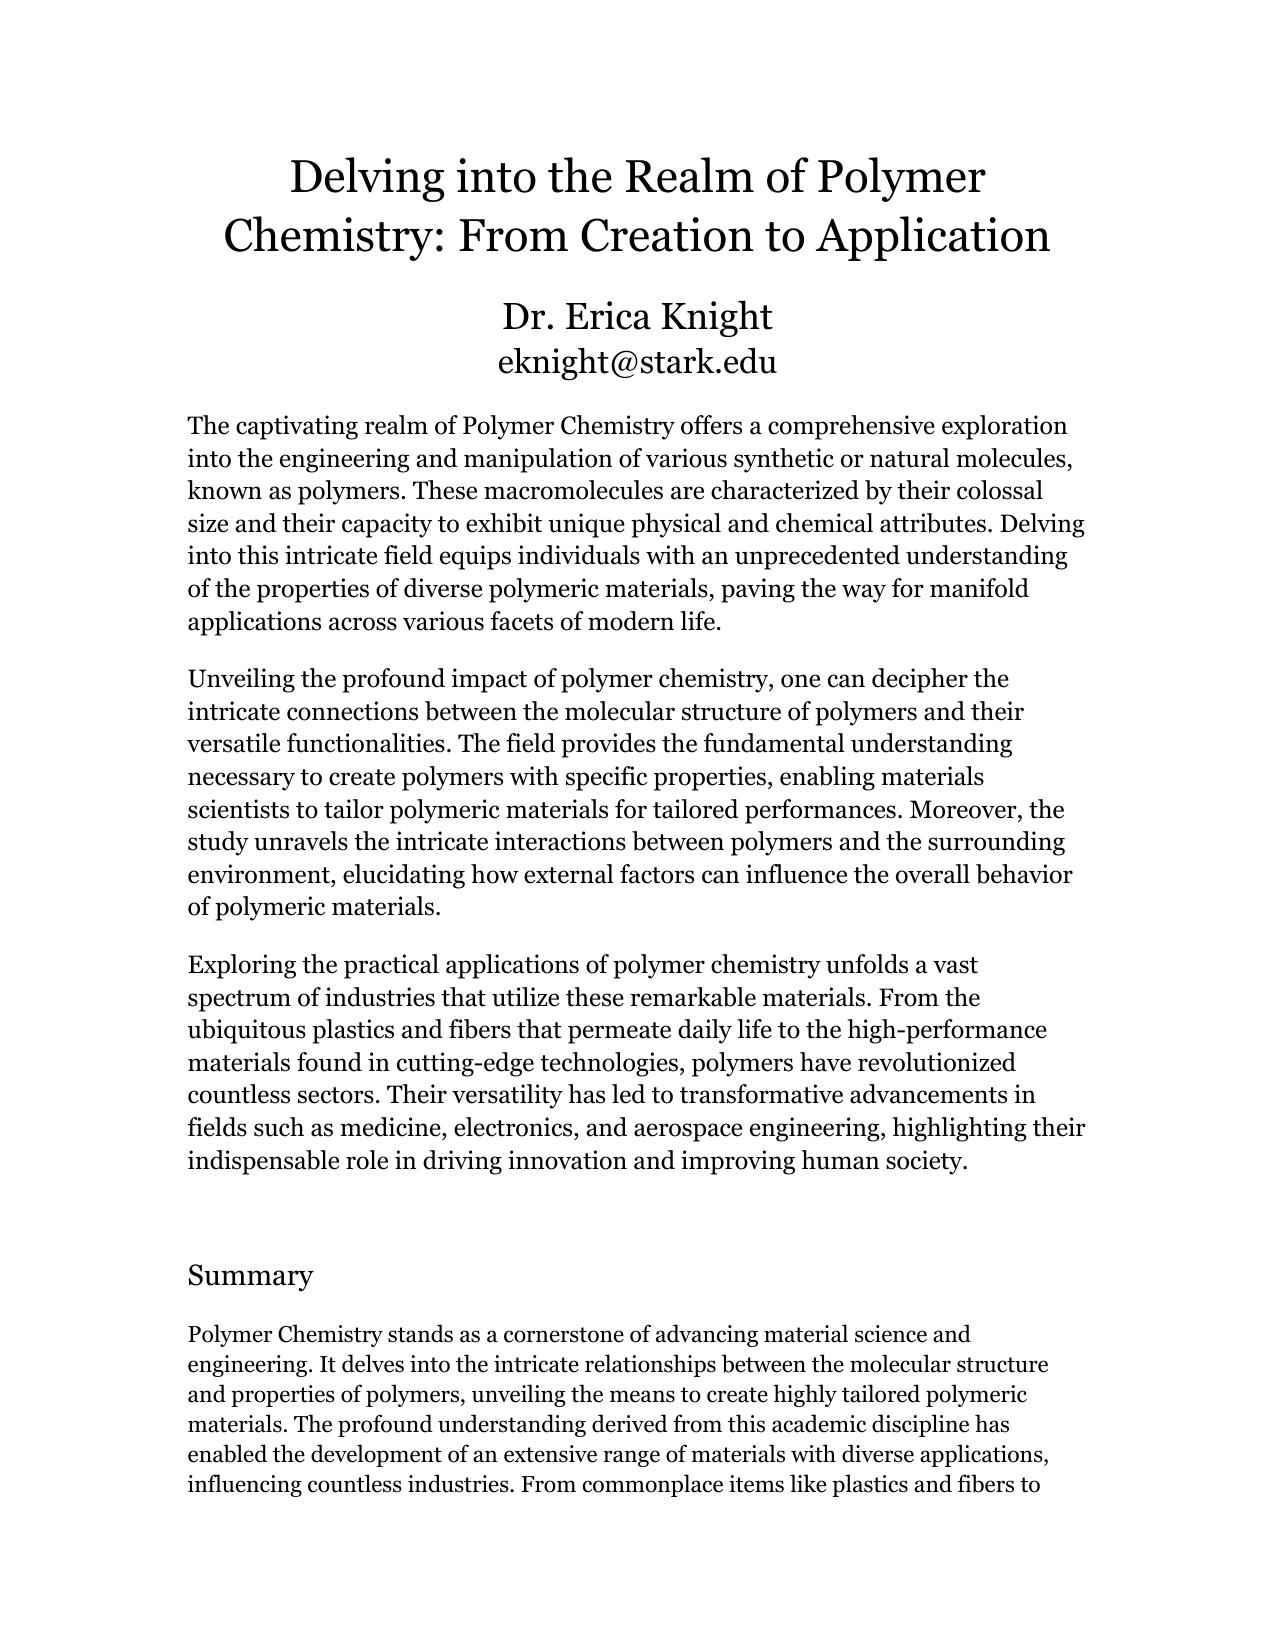 Delving into the Realm of Polymer
Chemistry: From Creation to Application
Dr. Erica Knight
eknight@stark.edu
The captivating realm of Polymer Chemistry offers a comprehensive exploration
into the engineering and manipulation of various synthetic or natural molecules,
known as polymers. These macromolecules are characterized by their colossal
size and their capacity to exhibit unique physical and chemical attributes. Delving
into this intricate field equips individuals with an unprecedented understanding
of the properties of diverse polymeric materials, paving the way for manifold
applications across various facets of modern life.
Unveiling the profound impact of polymer chemistry, one can decipher the
intricate connections between the molecular structure of polymers and their
versatile functionalities. The field provides the fundamental understanding
necessary to create polymers with specific properties, enabling materials
scientists to tailor polymeric materials for tailored performances. Moreover, the
study unravels the intricate interactions between polymers and the surrounding
environment, elucidating how external factors can influence the overall behavior
of polymeric materials.
Exploring the practical applications of polymer chemistry unfolds a vast
spectrum of industries that utilize these remarkable materials. From the
ubiquitous plastics and fibers that permeate daily life to the high-performance
materials found in cutting-edge technologies, polymers have revolutionized
countless sectors. Their versatility has led to transformative advancements in
fields such as medicine, electronics, and aerospace engineering, highlighting their
indispensable role in driving innovation and improving human society.
Summary
Polymer Chemistry stands as a cornerstone of advancing material science and
engineering. It delves into the intricate relationships between the molecular structure
and properties of polymers, unveiling the means to create highly tailored polymeric
materials. The profound understanding derived from this academic discipline has
enabled the development of an extensive range of materials with diverse applications,
influencing countless industries. From commonplace items like plastics and fibers to